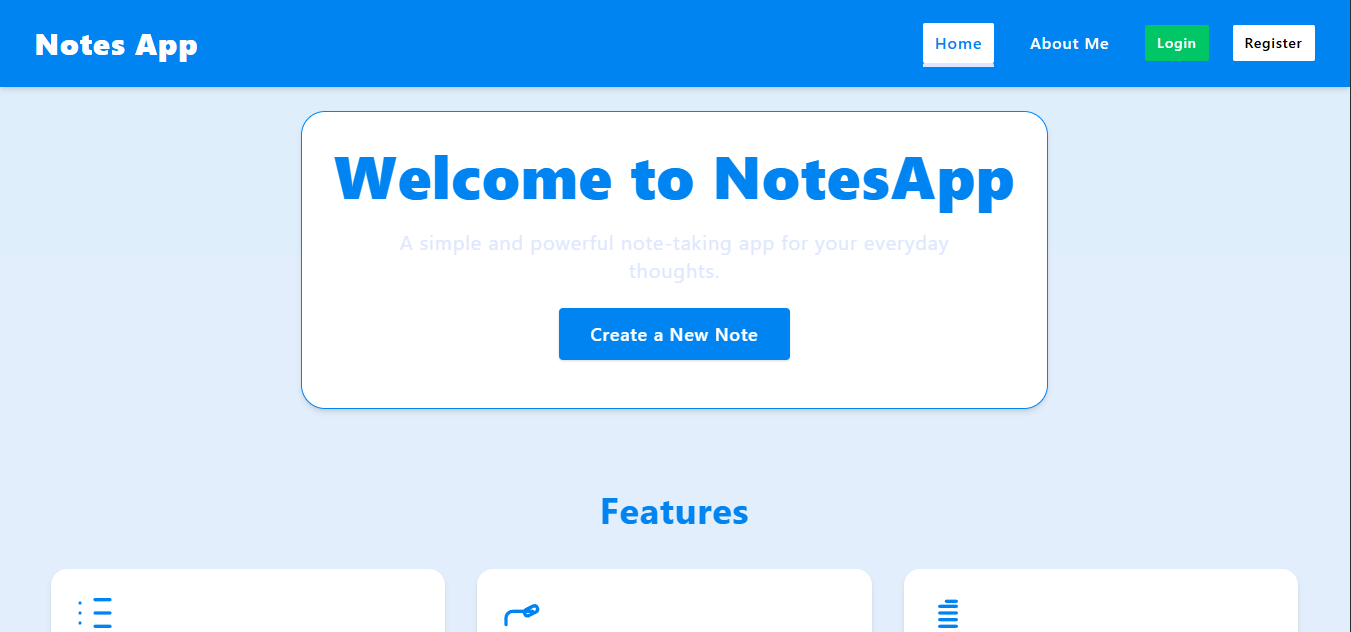 Notes App
Home
About Me
Login
Register
Welcome to NotesApp
A simple and powerful note-taking app for your everyday
thoughts.
Create a New Note
Features